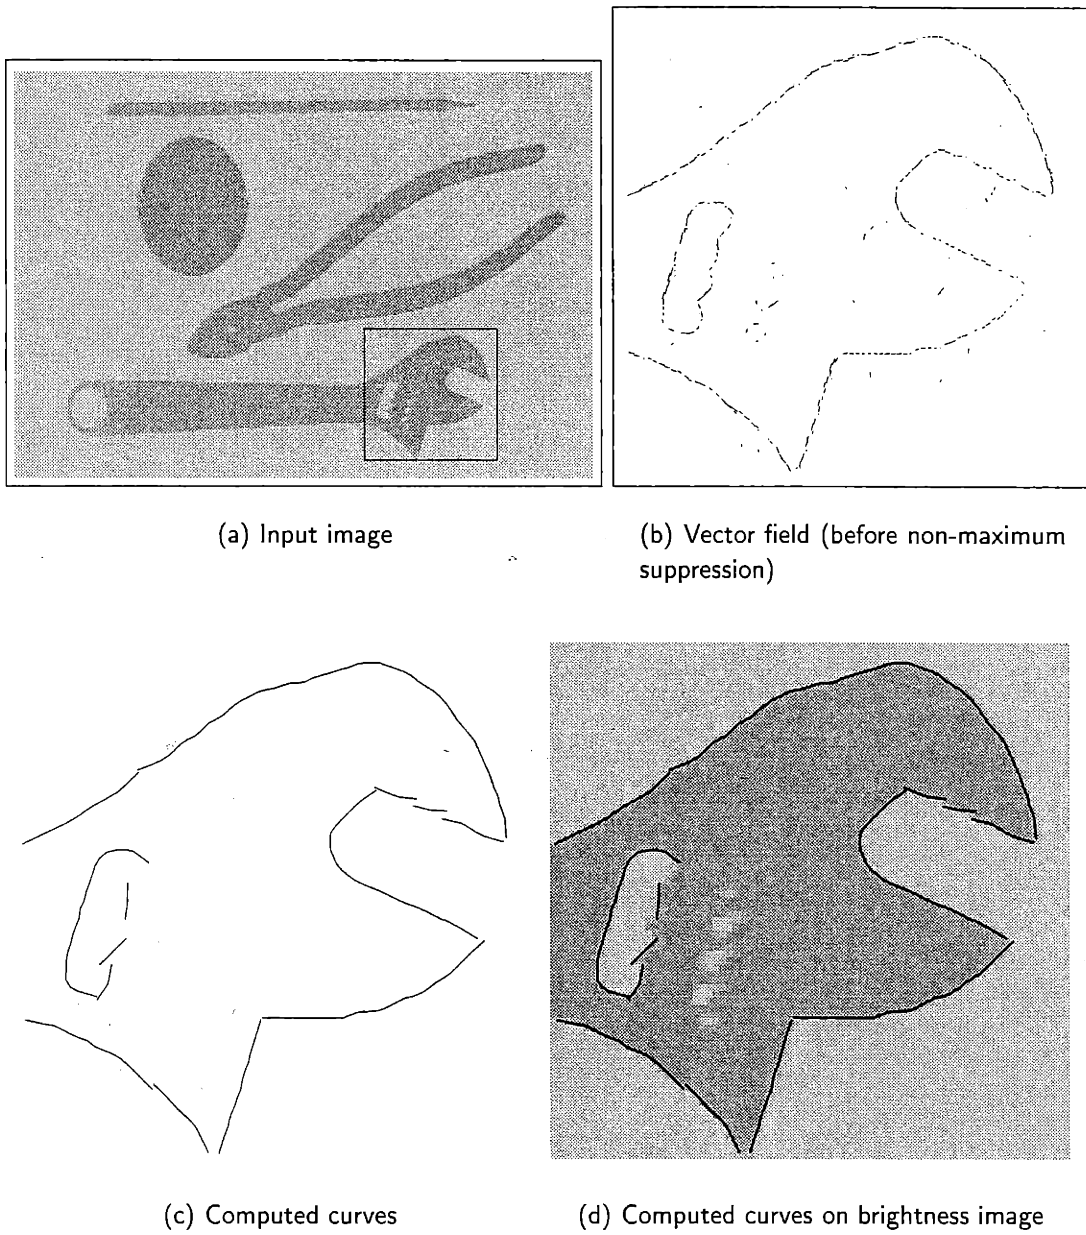 (a) Input image
(b) Vector field (before non-maximum
suppression)
(c) Computed curves
(d) Computed curves on brightness image